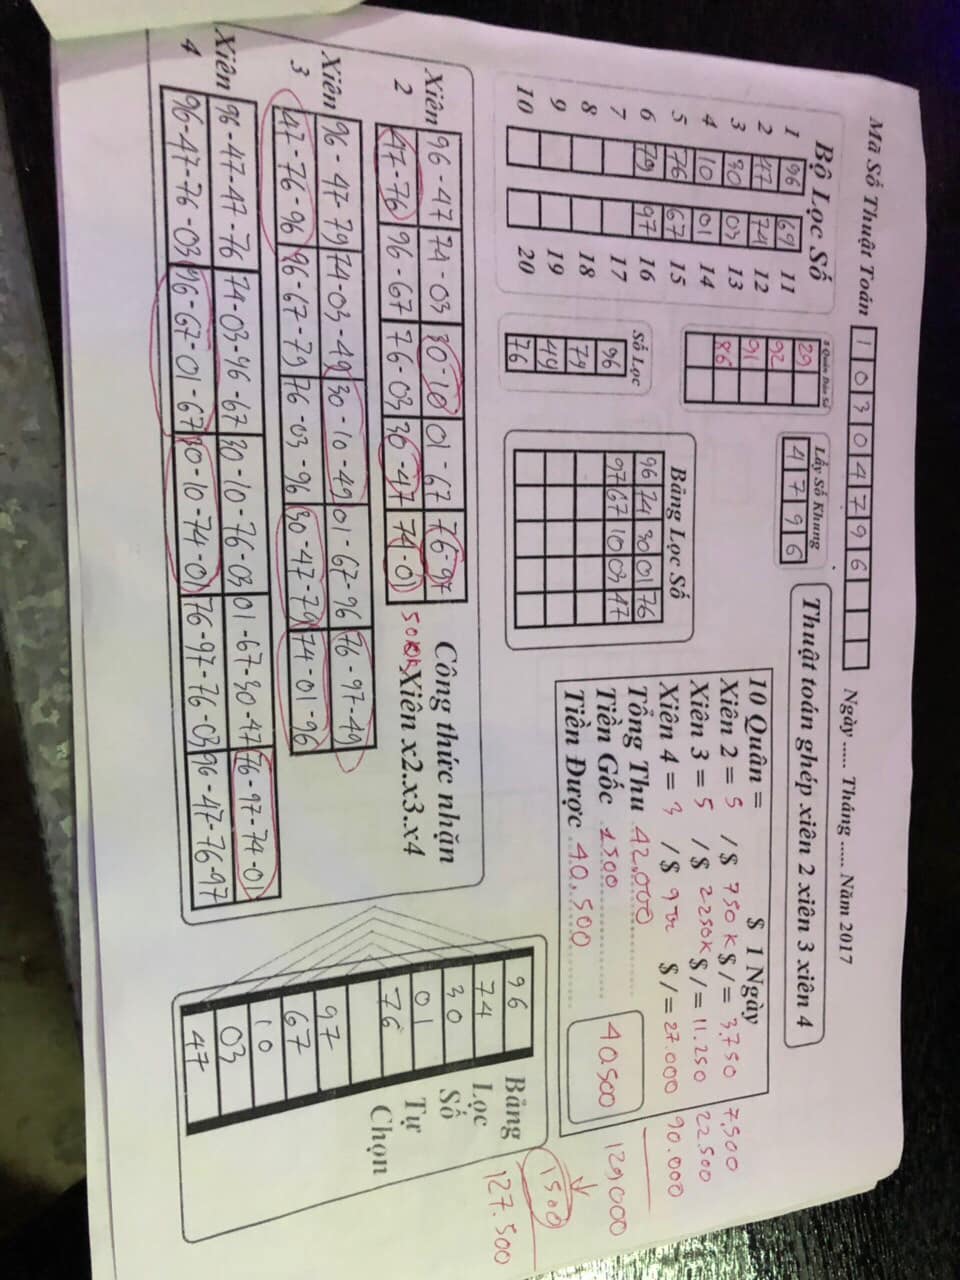 Mã Số Thuật Toán 1 0 3 0 4 7 9 6
Ngày ..... Tháng ..... Năm 2017
Bộ Lọc Số
1 96 69 11
2 47 74 12
3 30 03 13
4 10 01 14
5 76 67 15
6 79 97 16
7 17
8 18
9 19
10 20
8 Quân Dàn Số
29
92
91
86
Lấy Số Khung
4 7 9 6
Thuật toán ghép xiên 2 xiên 3 xiên 4
Số Lọc
96
79
49
76
Bảng Lọc Số
96 74 30 01 76
97 67 10 03 47
10 Quân = $ 1 Ngày
Xiên 2 = 5 /$ 750 K $/= 3.750 7,500
Xiên 3 = 5 /$ 2250K $/= 11.250 22.500
Xiên 4 = 3 /$ 9 Tr $/= 27.000 90.000
Tổng Thu 42.000
Tiền Gốc 1500
Tiền Được 40.500
40.500
129000
1500
127.500
Xiên 2
96-47 74-03 30-10 01-67 76-97
47-76 96-67 76-03 30-47 74-01
Công thức nhặn
Xiên x2.x3.x4
Xiên 3
96-47-79 74-03-49 30-10-49 01-67-96 76-97-49
47-76-96 96-67-79 76-03-96 30-47-79 74-01-96
Xiên 4
96-47-47-76 74-03-96-67 30-10-76-03 01-67-30-47 76-97-74-01
96-47-76-03 96-67-01-67 30-10-74-01 76-97-76-03 96-47-76-97
96
74
30
01
76
97
67
10
03
47
Bảng
Lọc
Số
Tự
Chọn